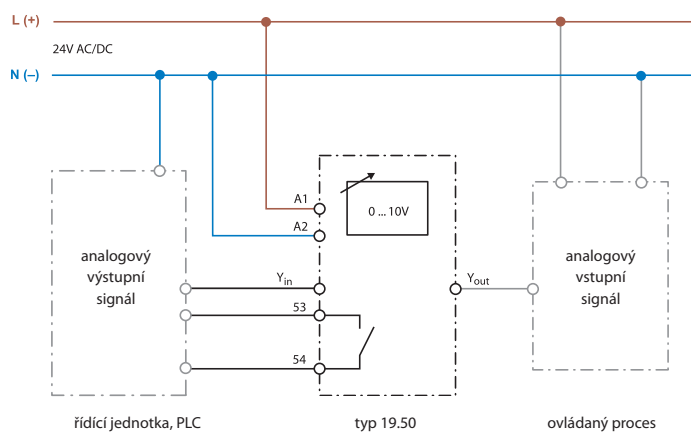 L (+)
24V AC/DC
N (–)
A1
0 ... 10V
A2
analogový
výstupní
signál
analogový
vstupní
signál
Yin
Yout
53
54
řídící jednotka, PLC
typ 19.50
ovládaný proces